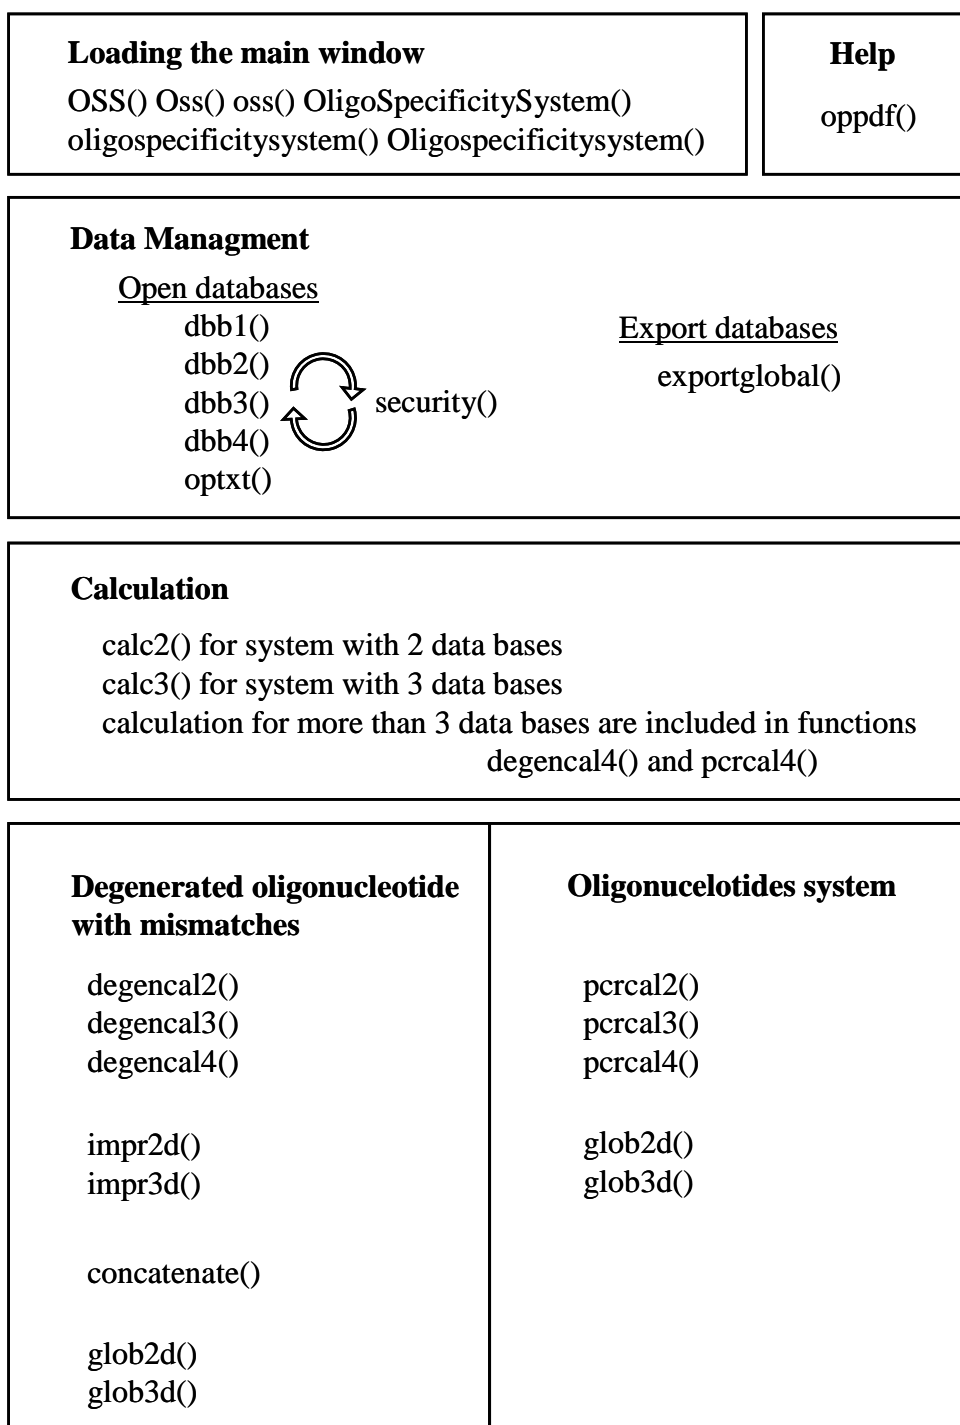 Loading the main window
OSS() Oss() oss() OligoSpecificitySystem()
oligospecificitysystem() Oligospecificitysystem()
Help
oppdf()
Data Managment
Open databases
dbb1()
dbb2()
dbb3()
dbb4()
optxt()
security()
Export databases
exportglobal()
Calculation
calc2() for system with 2 data bases
calc3() for system with 3 data bases
calculation for more than 3 data bases are included in functions
degencal4() and pcrcal4()
Degenerated oligonucleotide
with mismatches
degencal2()
degencal3()
degencal4()
impr2d()
impr3d()
concatenate()
glob2d()
glob3d()
Oligonucelotides system
pcrcal2()
pcrcal3()
pcrcal4()
glob2d()
glob3d()